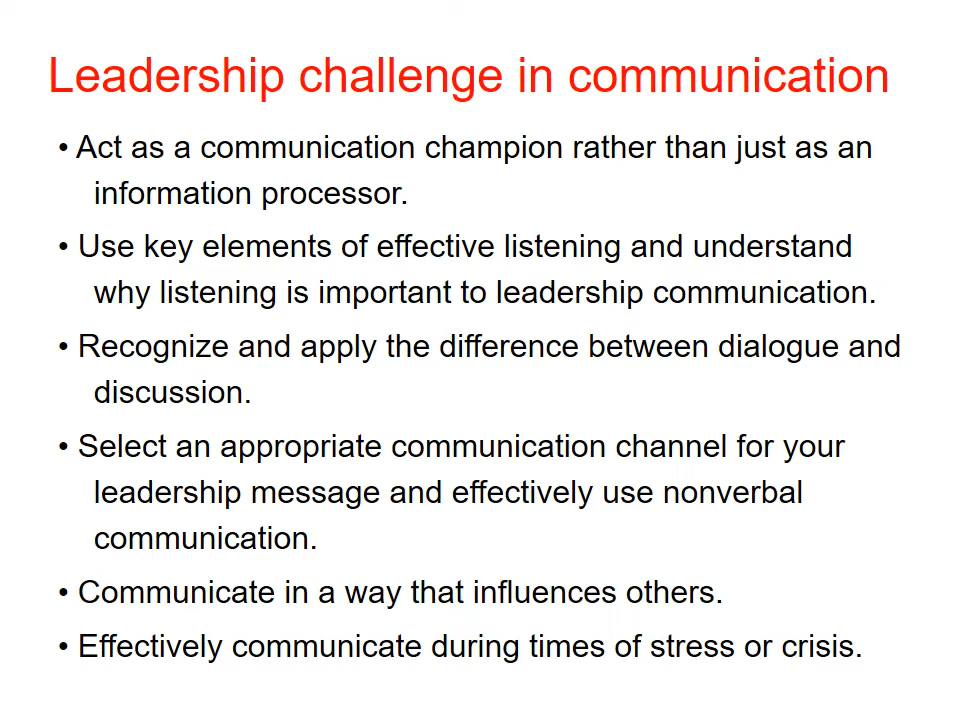 Leadership challenge in communication
• Act as a communication champion rather than just as an
information processor.
• Use key elements of effective listening and understand
why listening is important to leadership communication.
• Recognize and apply the difference between dialogue and
discussion.
• Select an appropriate communication channel for your
leadership message and effectively use nonverbal
communication.
• Communicate in a way that influences others.
• Effectively communicate during times of stress or crisis.